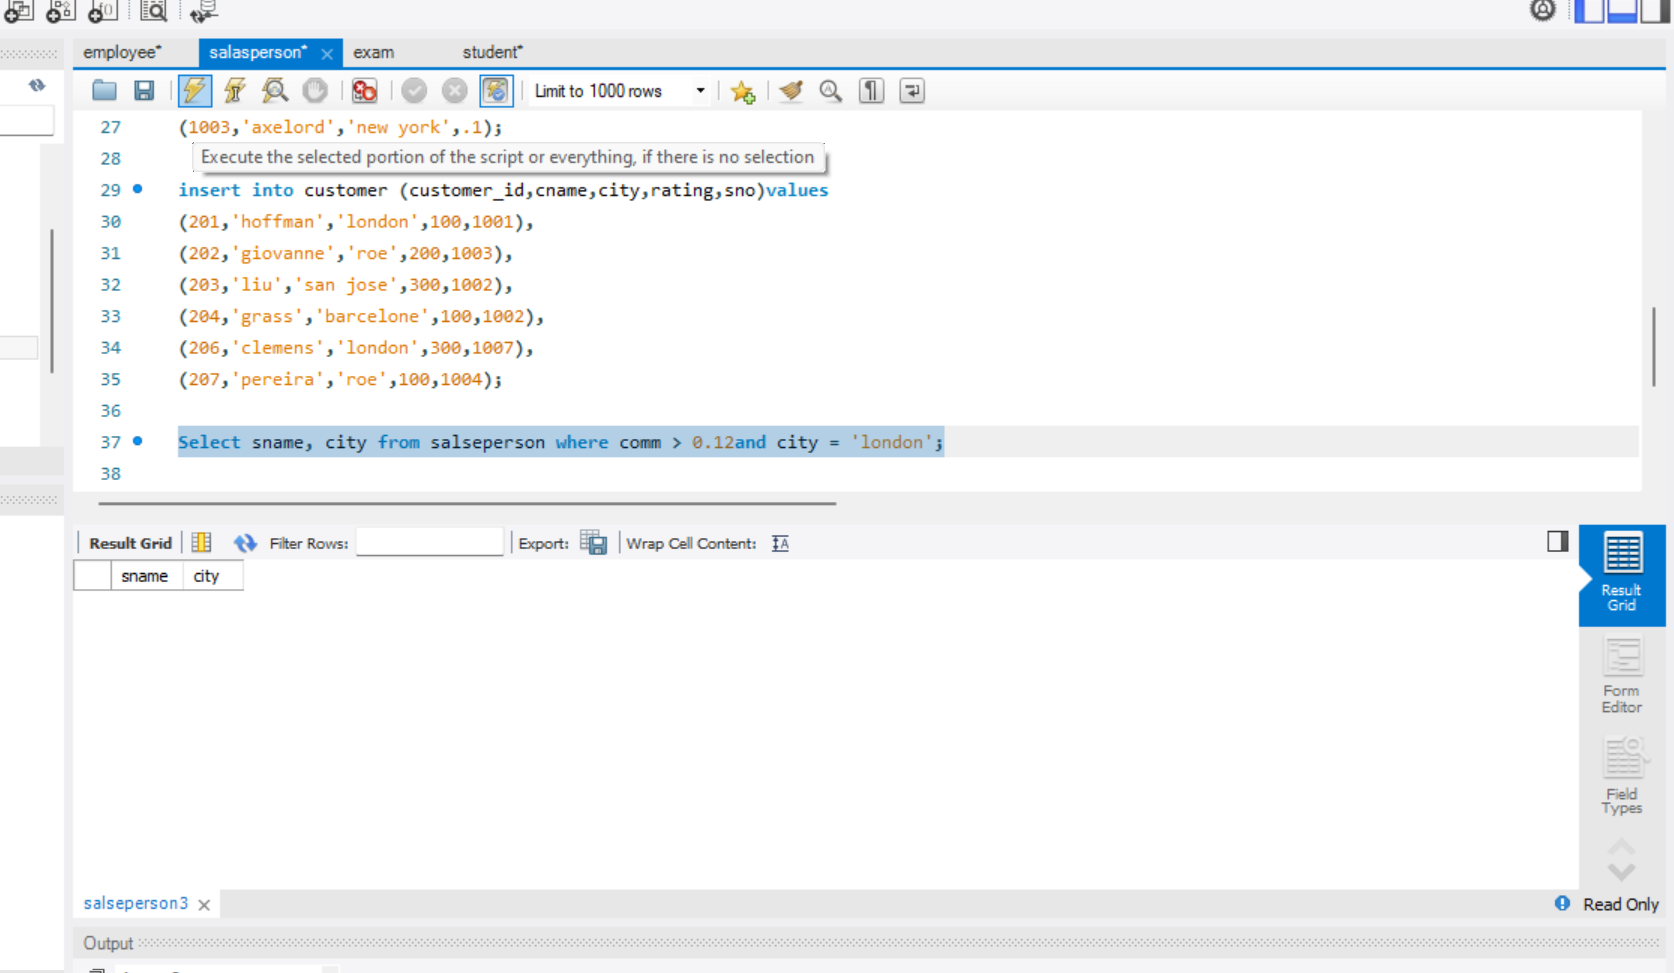 employee* salasperson* × exam student*
Limit to 1000 rows
27 (1003,'axelord','new york',.1);
28
Execute the selected portion of the script or everything, if there is no selection
29 insert into customer (customer_id,cname,city,rating,sno)values
30 (201,'hoffman','london',100,1001),
31 (202,'giovanne','roe',200,1003),
32 (203,'liu','san jose',300,1002),
33 (204,'grass','barcelone',100,1002),
34 (206,'clemens','london',300,1007),
35 (207,'pereira','roe',100,1004);
36
37 Select sname, city from salseperson where comm > 0.12and city = 'london';
38
Result Grid Filter Rows: Export: Wrap Cell Content:
sname city
Result
Grid
Form
Editor
Field
Types
salseperson3 × Read Only
Output